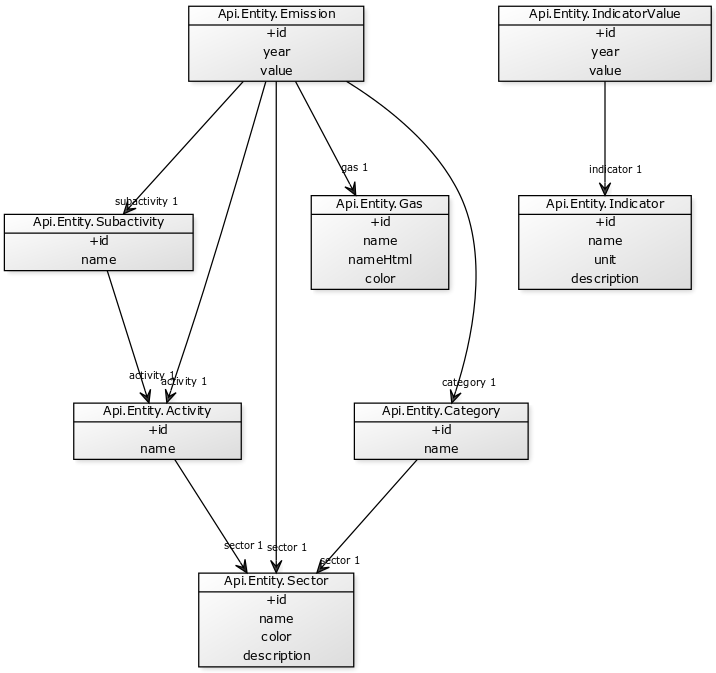 Api.Entity.Emission
+id
year
value
Api.Entity.IndicatorValue
+id
year
value
gas 1
indicator 1
subactivity 1
Api.Entity.Subactivity
+id
name
Api.Entity.Gas
+id
name
nameHtml
color
Api.Entity.Indicator
+id
name
unit
description
activity 1
activity 1
category 1
Api.Entity.Activity
+id
name
Api.Entity.Category
+id
name
sector 1
sector 1
sector 1
Api.Entity.Sector
+id
name
color
description